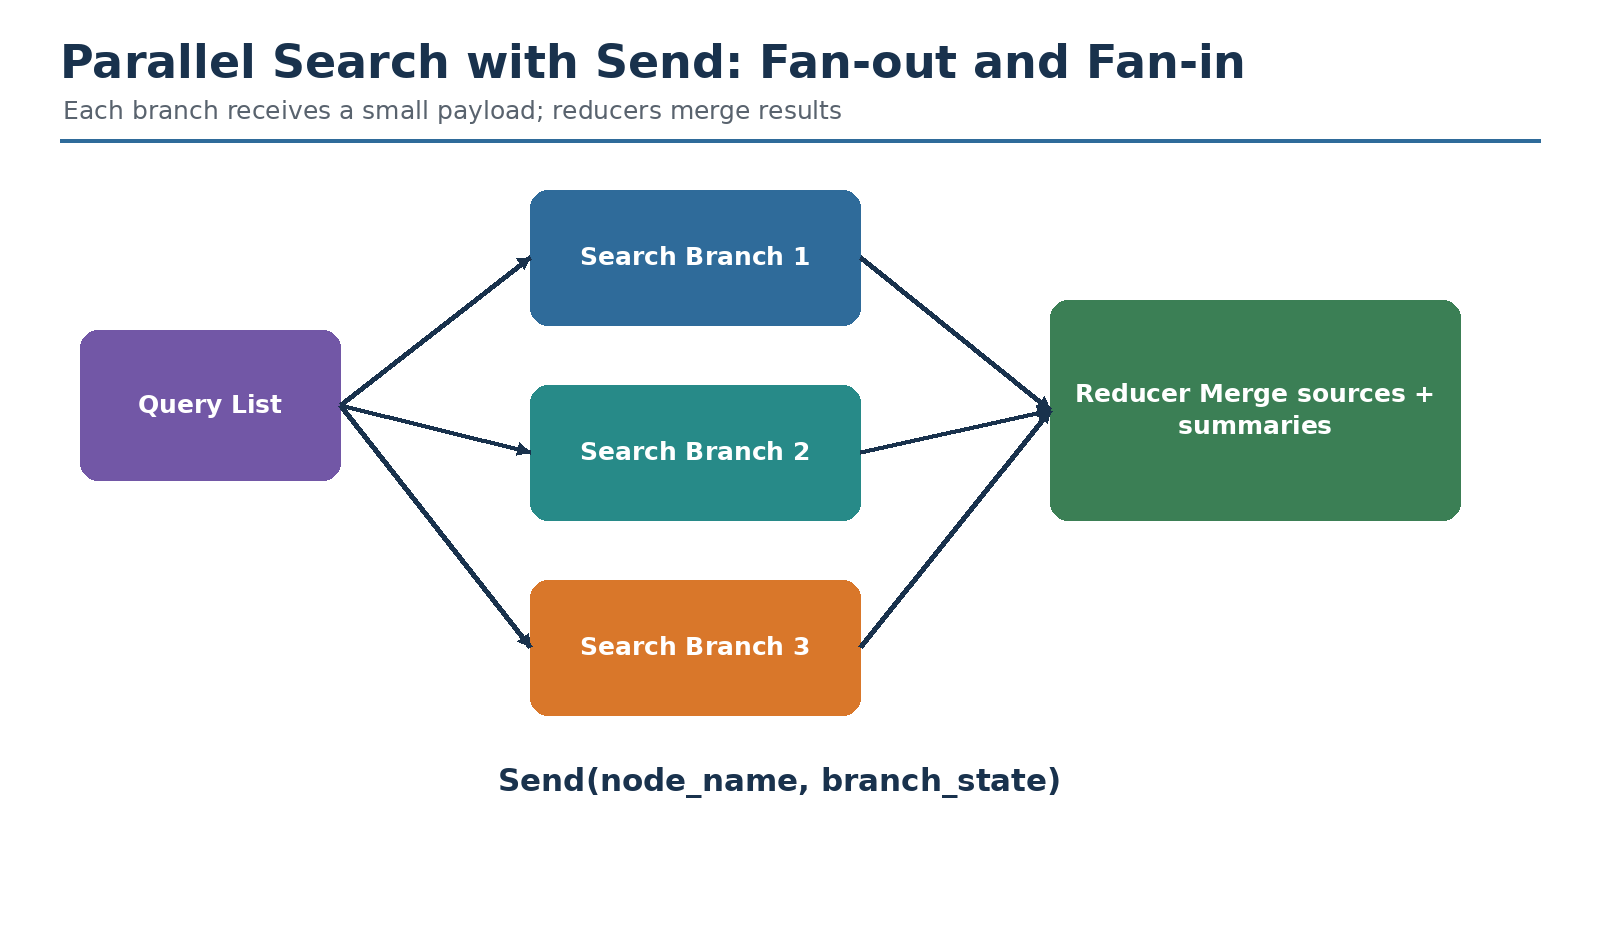 Parallel Search with Send: Fan-out and Fan-in
Each branch receives a small payload; reducers merge results
Search Branch 1
Query List
Search Branch 2
Reducer Merge sources +
summaries
Search Branch 3
Send(node_name, branch_state)